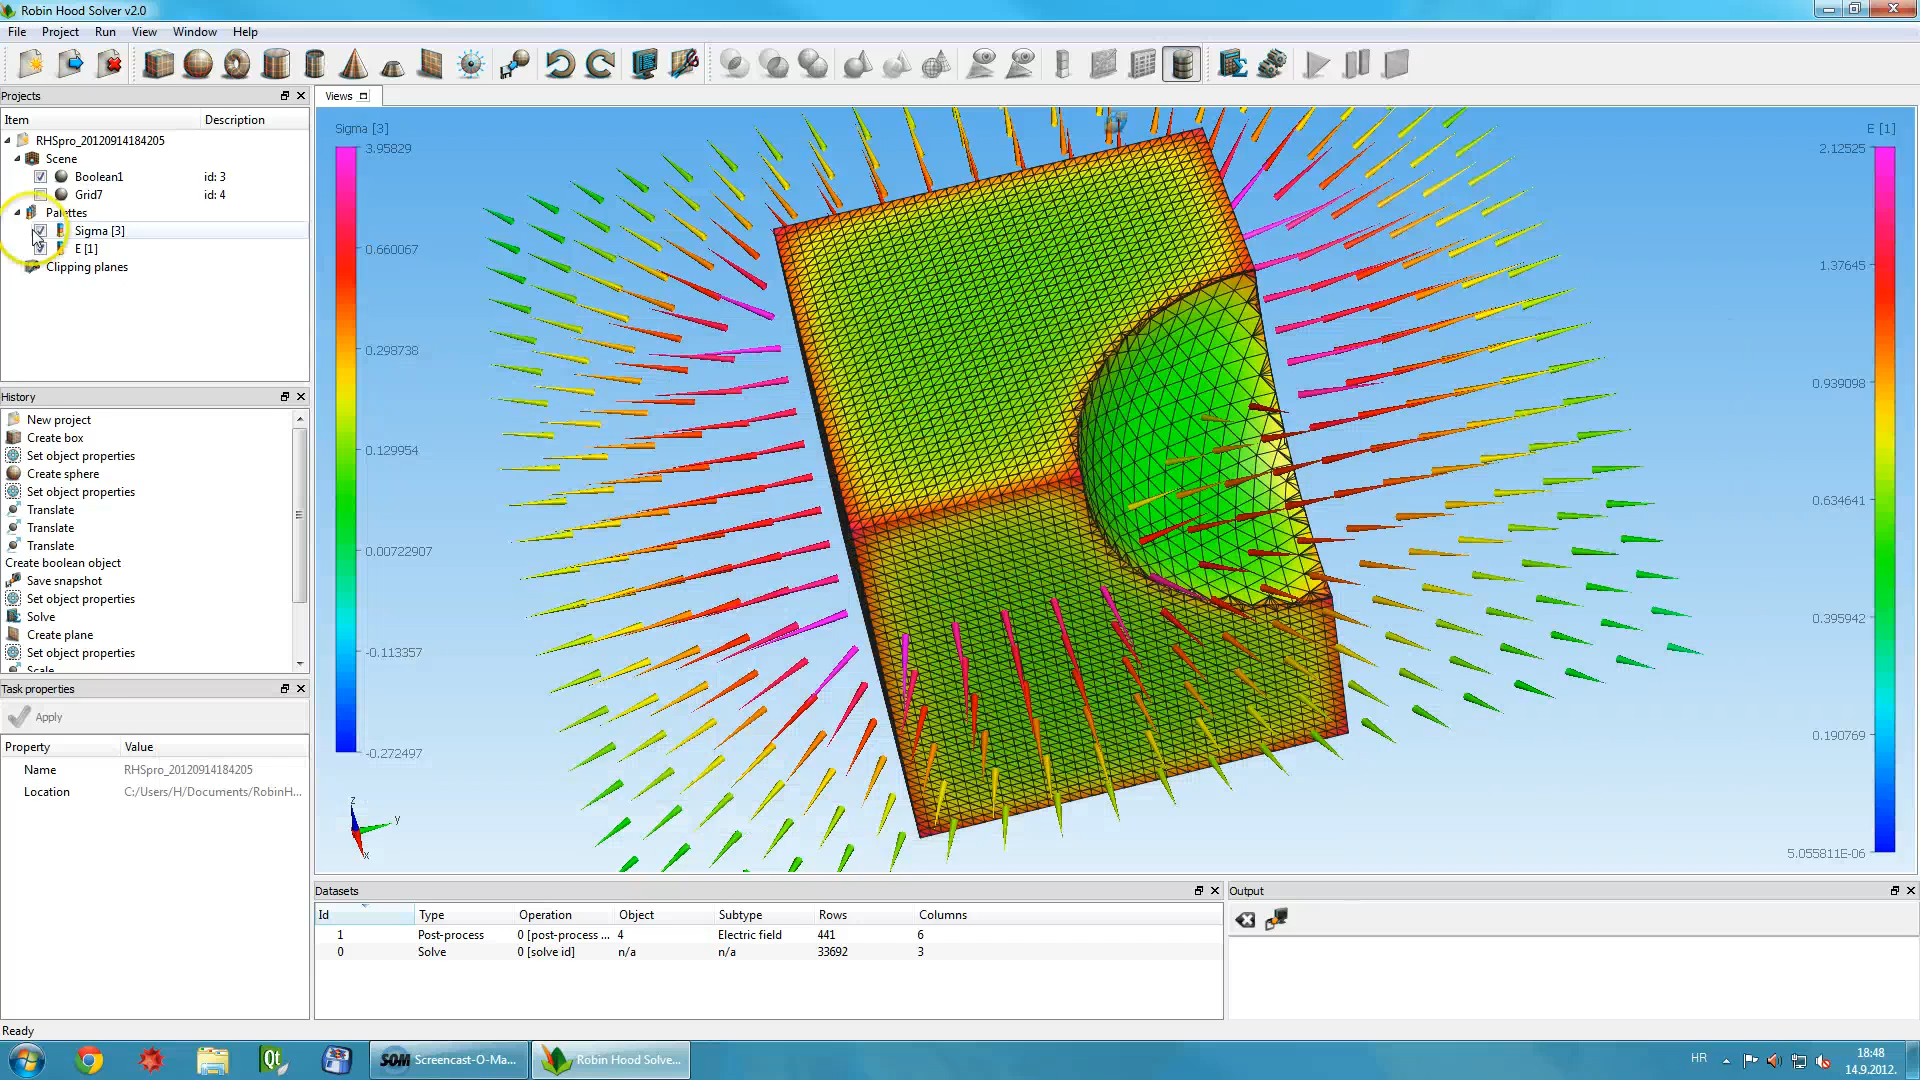 Robin Hood Solver v2.0
File Project Run View Window Help
Projects
Views
Item Description
RHSpro_20120914184205
Scene
Boolean1 id: 3
Grid7 id: 4
Palettes
Sigma [3]
E [1]
Clipping planes
History
New project
Create box
Set object properties
Create sphere
Set object properties
Translate
Translate
Translate
Create boolean object
Save snapshot
Set object properties
Solve
Create plane
Set object properties
Scale
Task properties
Apply
Property Value
Name RHSpro_20120914184205
Location C:/Users/H/Documents/RobinH...
Sigma [3]
3.95829
0.660067
0.298738
0.129954
0.00722907
-0.113357
-0.272497
z
y
x
E [1]
2.12525
1.37645
0.939098
0.634641
0.395942
0.190769
5.055811E-06
Datasets
Id Type Operation Object Subtype Rows Columns
1 Post-process 0 [post-process ... 4 Electric field 441 6
0 Solve 0 [solve id] n/a n/a 33692 3
Output
Ready
Qt
SOM Screencast-O-Ma...
Robin Hood Solve...
HR
18:48
14.9.2012.